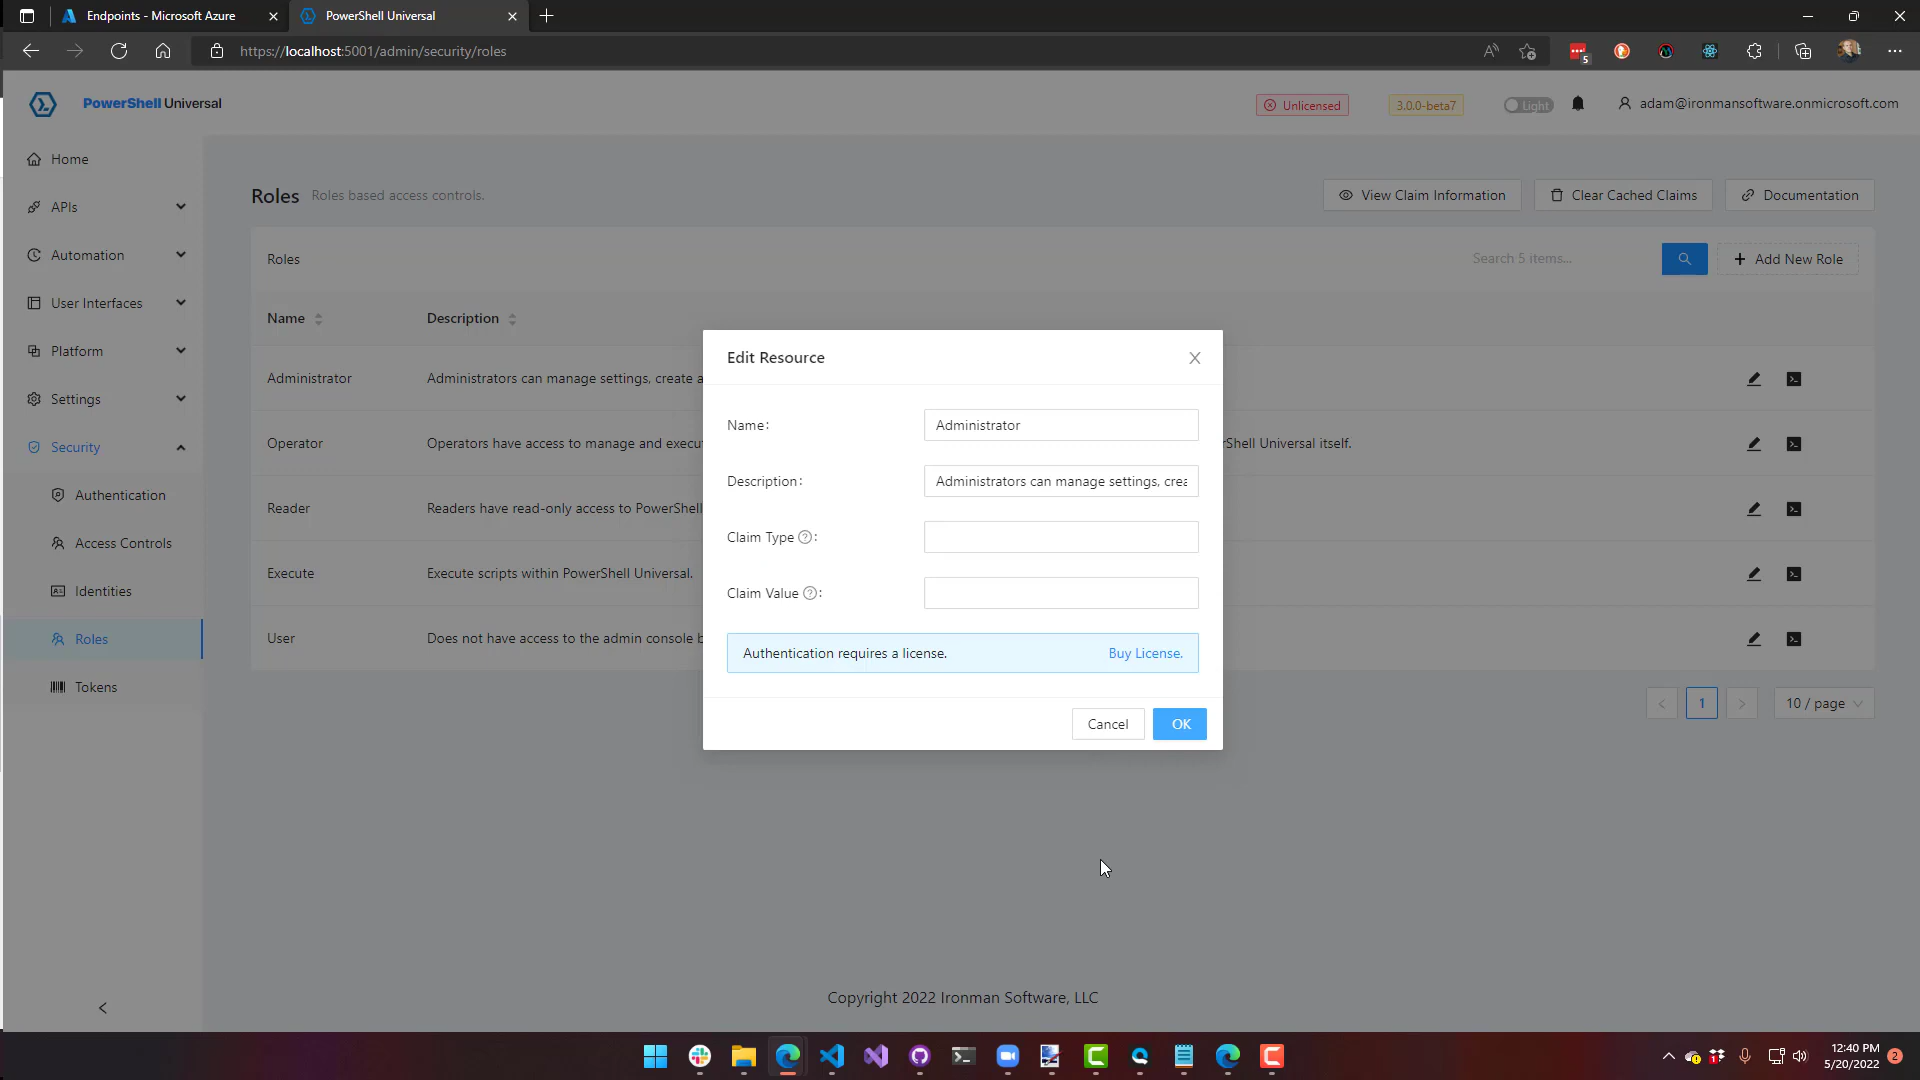 Endpoints - Microsoft Azure
PowerShell Universal
https://localhost:5001/admin/security/roles
5
PowerShell Universal
Unlicensed
3.0.0-beta7
Light
adam@ironmansoftware.onmicrosoft.com
Home
APIs
Automation
User Interfaces
Platform
Settings
Security
Authentication
Access Controls
Identities
Roles
Tokens
Roles Roles based access controls.
View Claim Information
Clear Cached Claims
Documentation
Roles
Search 5 items...
Add New Role
Name
Description
Administrator
Administrators can manage settings, create a
Operator
Operators have access to manage and execu
rShell Universal itself.
Reader
Readers have read-only access to PowerShell
Execute
Execute scripts within PowerShell Universal.
User
Does not have access to the admin console b
1
10 / page
Edit Resource
Name:
Administrator
Description:
Administrators can manage settings, crea
Claim Type ? :
Claim Value ? :
Authentication requires a license.
Buy License.
Cancel
OK
Copyright 2022 Ironman Software, LLC
12:40 PM
5/20/2022
2